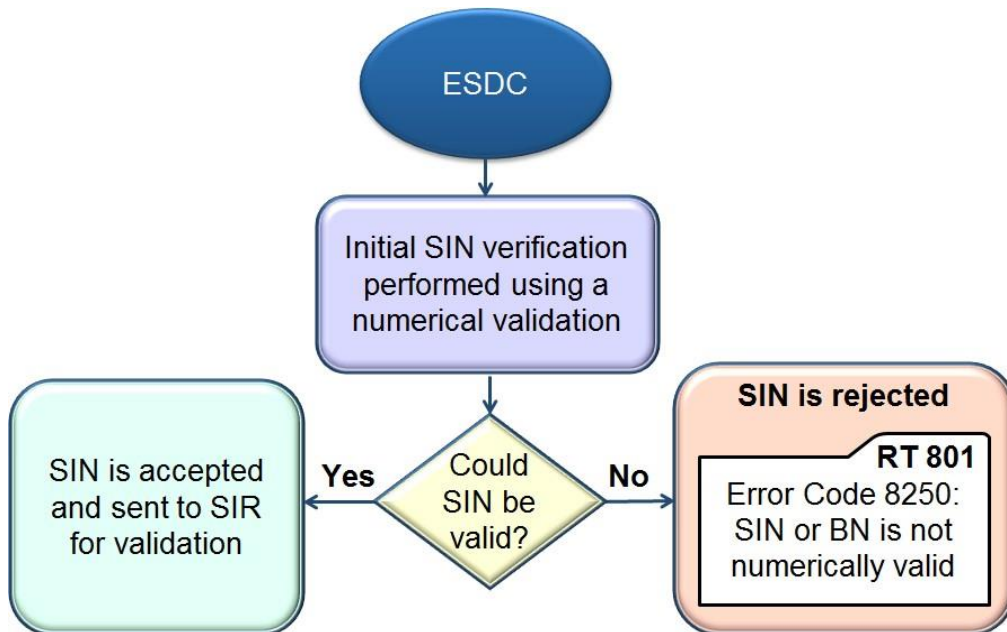 ESDC
Initial SIN verification
performed using a
numerical validation
Could
SIN be
valid?
Yes
No
SIN is accepted
and sent to SIR
for validation
SIN is rejected
RT 801
Error Code 8250:
SIN or BN is not
numerically valid